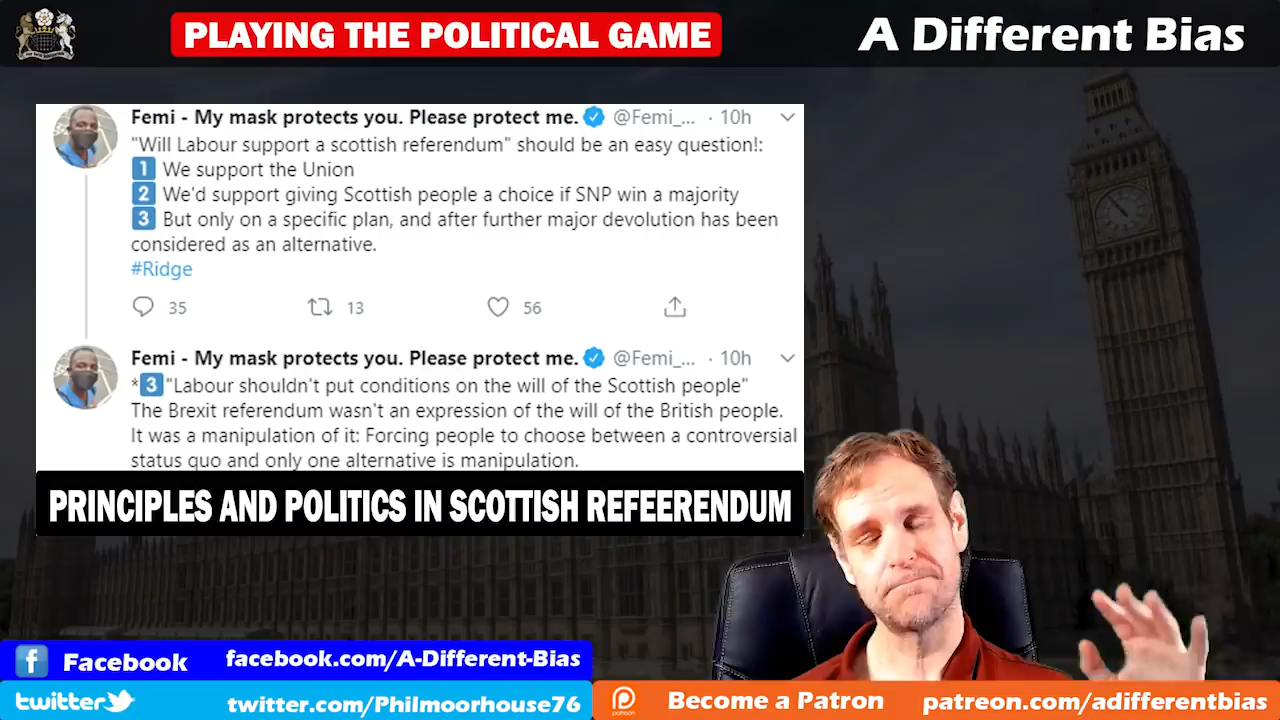 PLAYING THE POLITICAL GAME
A Different Bias
Femi - My mask protects you. Please protect me. @Femi_... · 10h
"Will Labour support a scottish referendum" should be an easy question!:
1 We support the Union
2 We'd support giving Scottish people a choice if SNP win a majority
3 But only on a specific plan, and after further major devolution has been
considered as an alternative.
#Ridge
35 13 56
Femi - My mask protects you. Please protect me. @Femi_... · 10h
*3 "Labour shouldn't put conditions on the will of the Scottish people"
The Brexit referendum wasn't an expression of the will of the British people.
It was a manipulation of it: Forcing people to choose between a controversial
status quo and only one alternative is manipulation.
PRINCIPLES AND POLITICS IN SCOTTISH REFEERENDUM
f Facebook facebook.com/A-Different-Bias
twitter twitter.com/Philmoorhouse76
Become a Patron patreon.com/adifferentbias